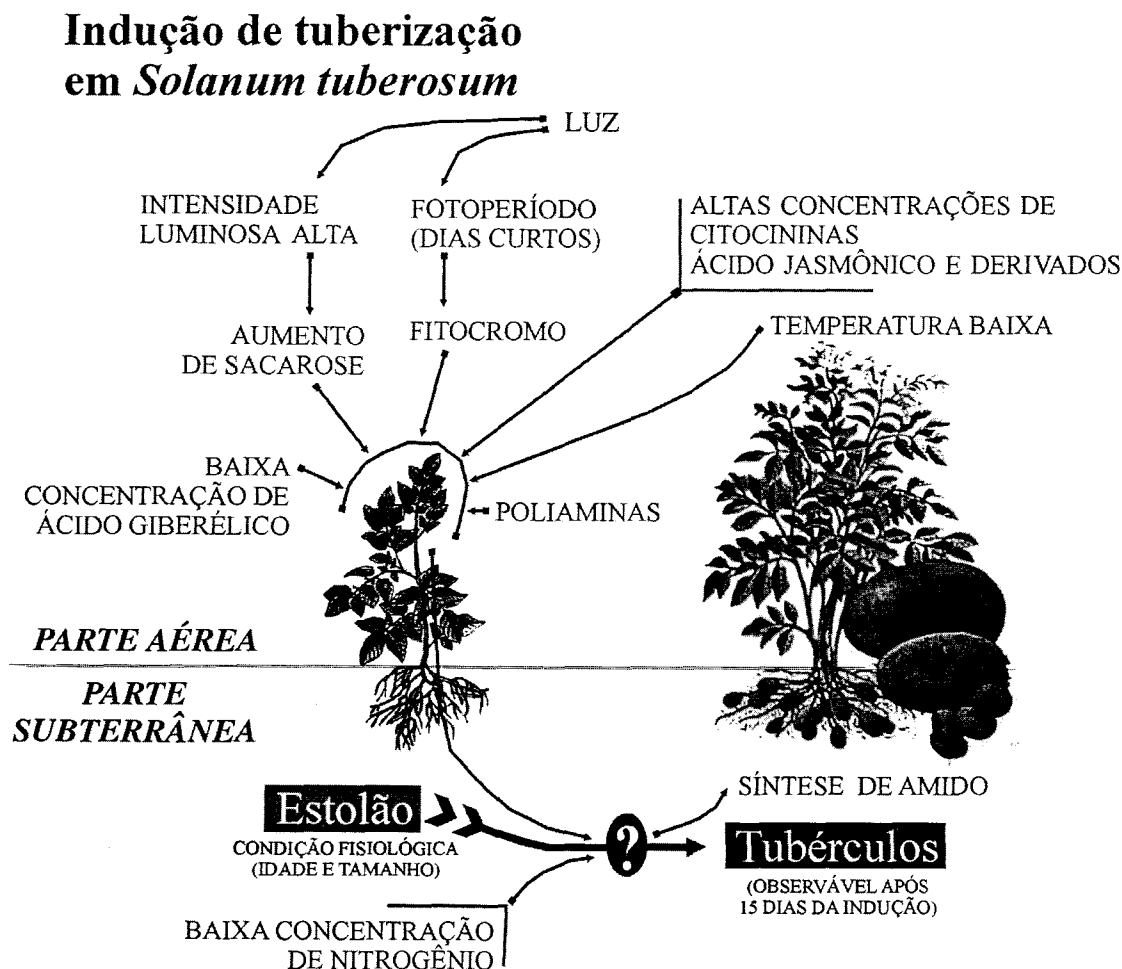 Indução de tuberização
em Solanum tuberosum
LUZ
INTENSIDADE
LUMINOSA ALTA
FOTOPERÍODO
(DIAS CURTOS)
ALTAS CONCENTRAÇÕES DE
CITOCININAS
ÁCIDO JASMÔNICO E DERIVADOS
AUMENTO
DE SACAROSE
FITOCROMO
TEMPERATURA BAIXA
BAIXA
CONCENTRAÇÃO DE
ÁCIDO GIBERÉLICO
POLIAMINAS
PARTE AÉREA
PARTE
SUBTERRÂNEA
SÍNTESE DE AMIDO
Estolão
CONDIÇÃO FISIOLÓGICA
(IDADE E TAMANHO)
?
Tubérculos
(OBSERVÁVEL APÓS
15 DIAS DA INDUÇÃO)
BAIXA CONCENTRAÇÃO
DE NITROGÊNIO